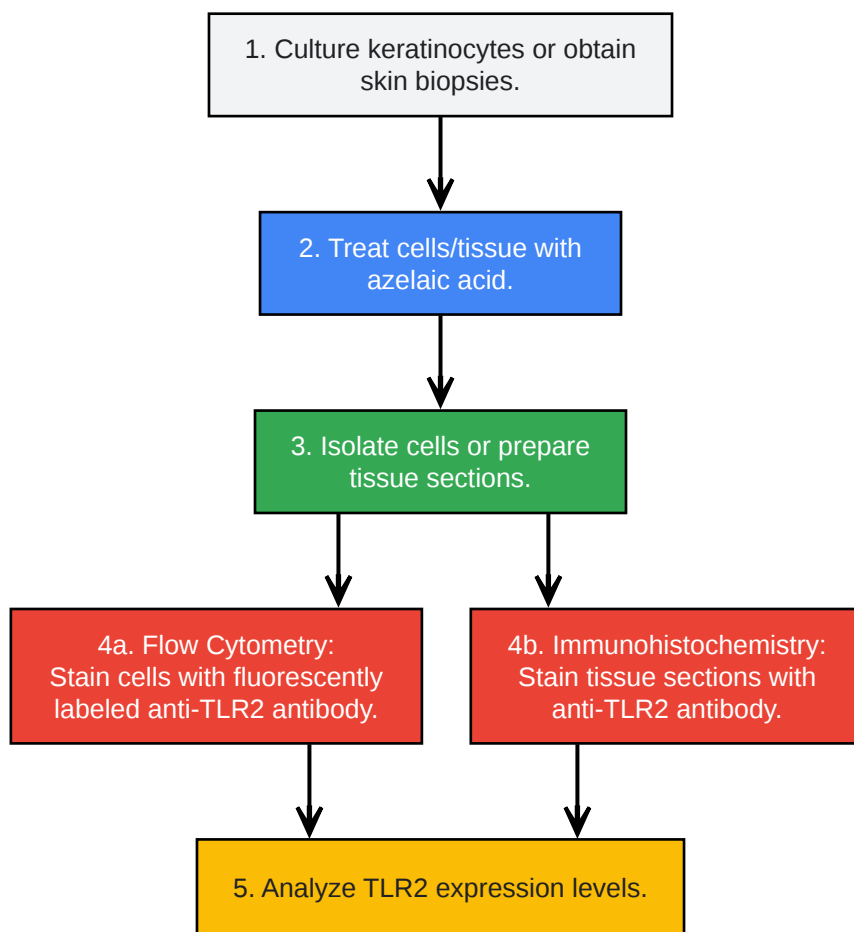 1. Culture keratinocytes or obtain
skin biopsies.
2. Treat cells/tissue with
azelaic acid.
3. Isolate cells or prepare
tissue sections.
4a. Flow Cytometry:
Stain cells with fluorescently
labeled anti-TLR2 antibody.
4b. Immunohistochemistry:
Stain tissue sections with
anti-TLR2 antibody.
5. Analyze TLR2 expression levels.